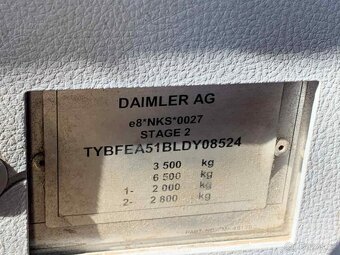 DAIMLER AG
e8*NKS*0027
STAGE 2
TYBFEA51BLDY08524
3 500 kg
6 500 kg
1- 2 000 kg
2- 2 800 kg